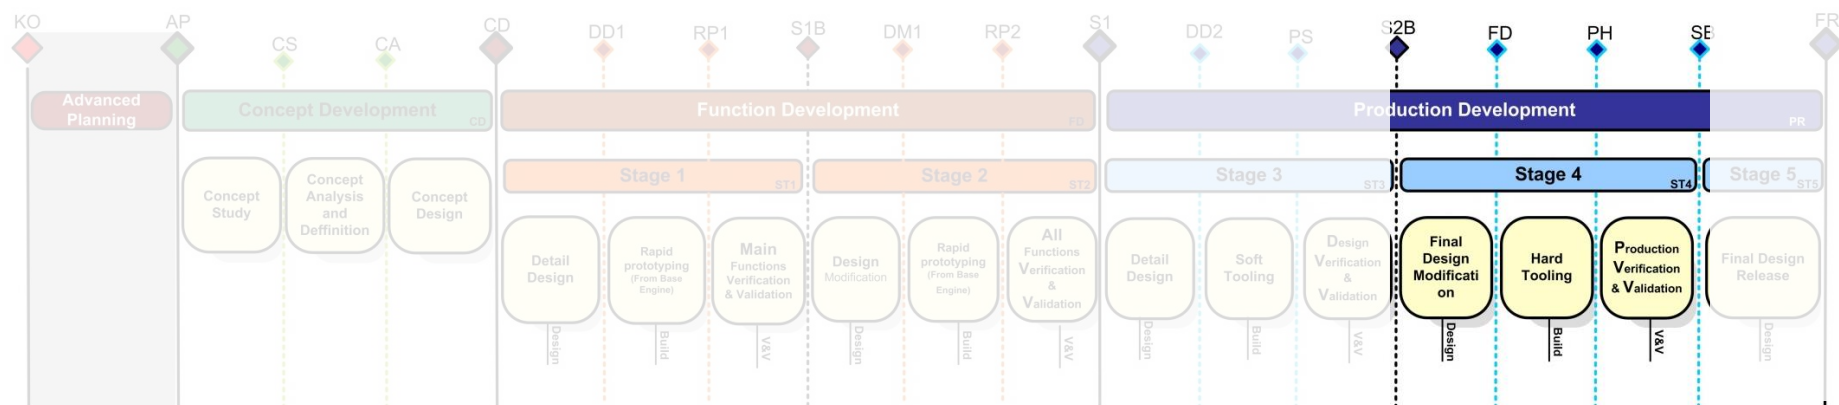 KO
AP
CS
CA
CD
DD1
RP1
S1B
DM1
RP2
S1
DD2
PS
S2B
FD
PH
SB
FR
Advanced
Planning
Concept Development
CD
Function Development
FD
Production Development
PR
Stage 1
ST1
Stage 2
ST2
Stage 3
ST3
Stage 4
ST4
Stage 5
ST5
Concept
Study
Concept
Analysis
and
Deffinition
Concept
Design
Detail
Design
Rapid
prototyping
(From Base
Engine)
Main
Functions
Verification
& Validation
Design
Modification
Rapid
prototyping
(From Base
Engine)
All
Functions
Verification
&
Validation
Detail
Design
Soft
Tooling
Design
Verification
&
Validation
Final
Design
Modificati
on
Hard
Tooling
Production
Verification
& Validation
Final Design
Release
Design
Build
V&V
Design
Build
V&V
Design
Build
V&V
Design
Build
V&V
Design